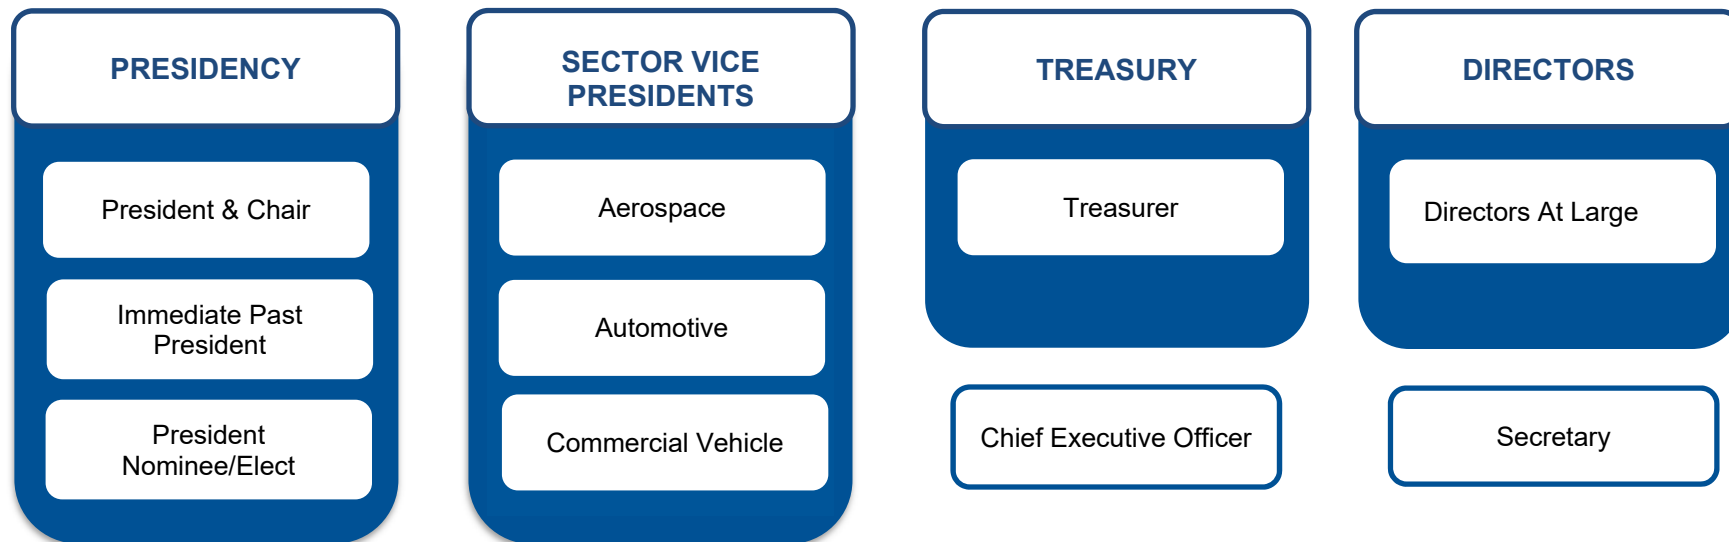 PRESIDENCY
President & Chair
Immediate Past
President
President
Nominee/Elect
SECTOR VICE
PRESIDENTS
Aerospace
Automotive
Commercial Vehicle
TREASURY
Treasurer
Chief Executive Officer
DIRECTORS
Directors At Large
Secretary